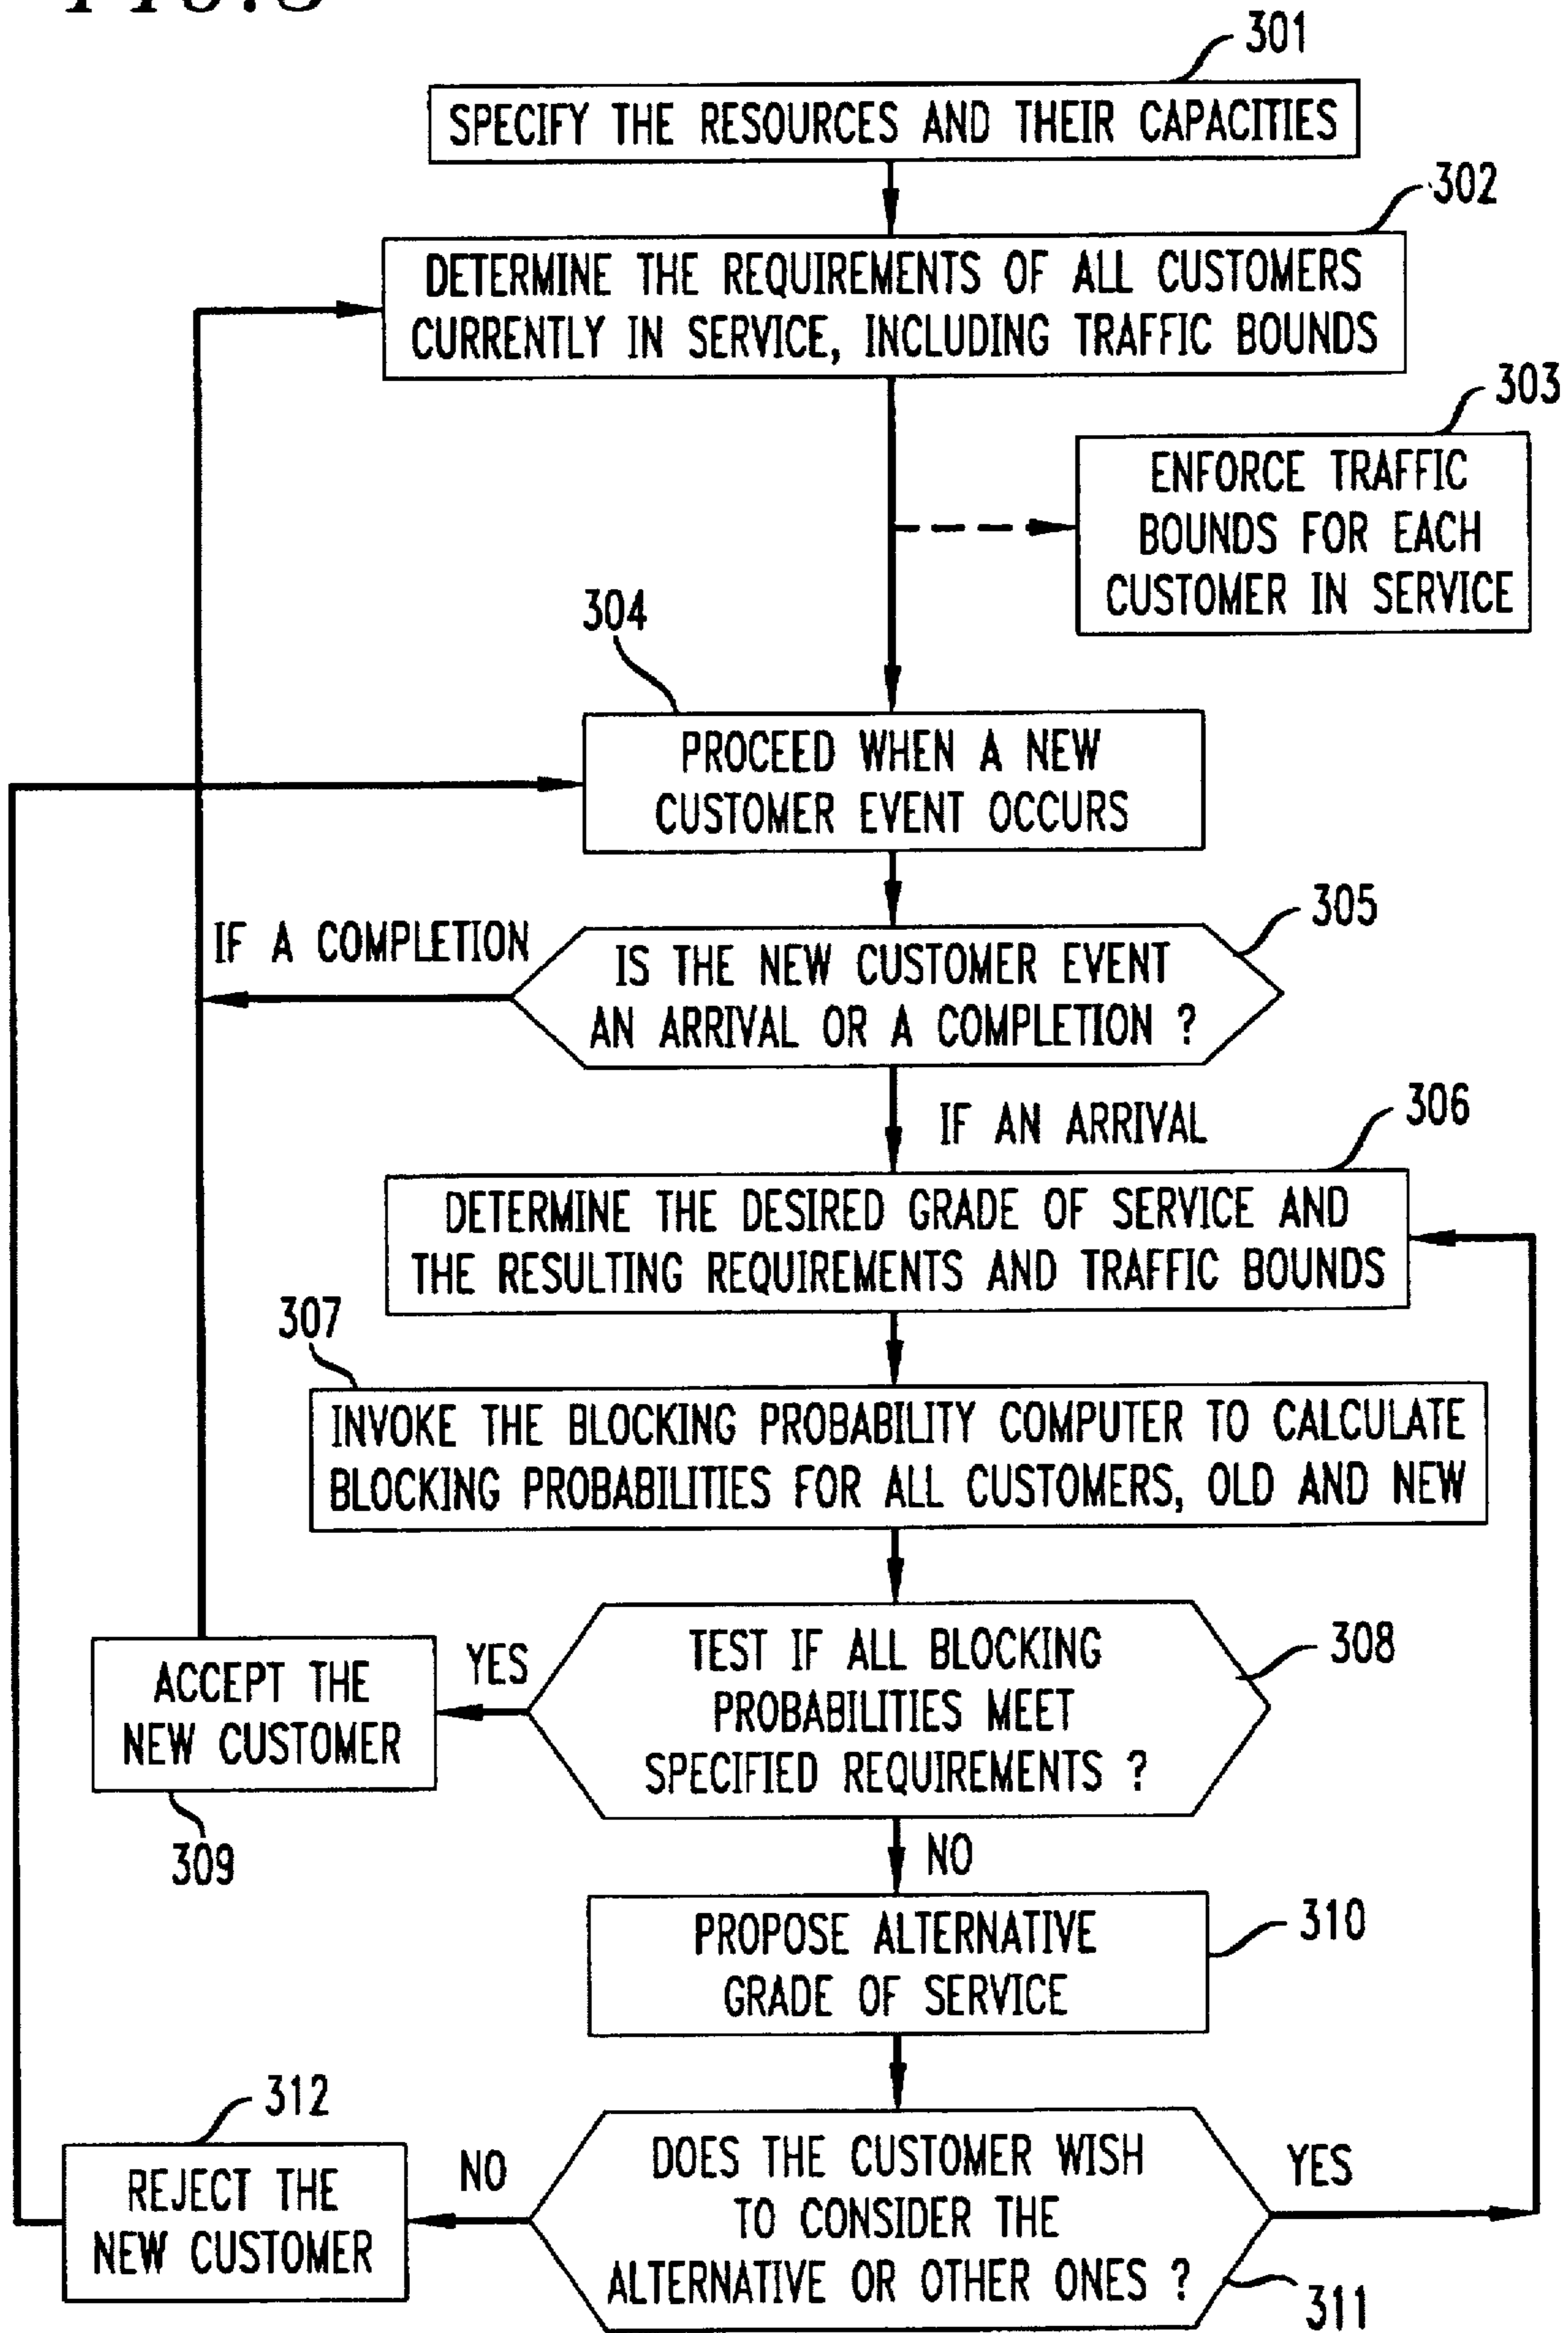 301
SPECIFY THE RESOURCES AND THEIR CAPACITIES
302
DETERMINE THE REQUIREMENTS OF ALL CUSTOMERS
CURRENTLY IN SERVICE, INCLUDING TRAFFIC BOUNDS
303
ENFORCE TRAFFIC
BOUNDS FOR EACH
CUSTOMER IN SERVICE
304
PROCEED WHEN A NEW
CUSTOMER EVENT OCCURS
305
IF A COMPLETION
IS THE NEW CUSTOMER EVENT
AN ARRIVAL OR A COMPLETION ?
IF AN ARRIVAL
306
DETERMINE THE DESIRED GRADE OF SERVICE AND
THE RESULTING REQUIREMENTS AND TRAFFIC BOUNDS
307
INVOKE THE BLOCKING PROBABILITY COMPUTER TO CALCULATE
BLOCKING PROBABILITIES FOR ALL CUSTOMERS, OLD AND NEW
308
TEST IF ALL BLOCKING
PROBABILITIES MEET
SPECIFIED REQUIREMENTS ?
YES
ACCEPT THE
NEW CUSTOMER
309
NO
310
PROPOSE ALTERNATIVE
GRADE OF SERVICE
312
REJECT THE
NEW CUSTOMER
NO
DOES THE CUSTOMER WISH
TO CONSIDER THE
ALTERNATIVE OR OTHER ONES ?
YES
311